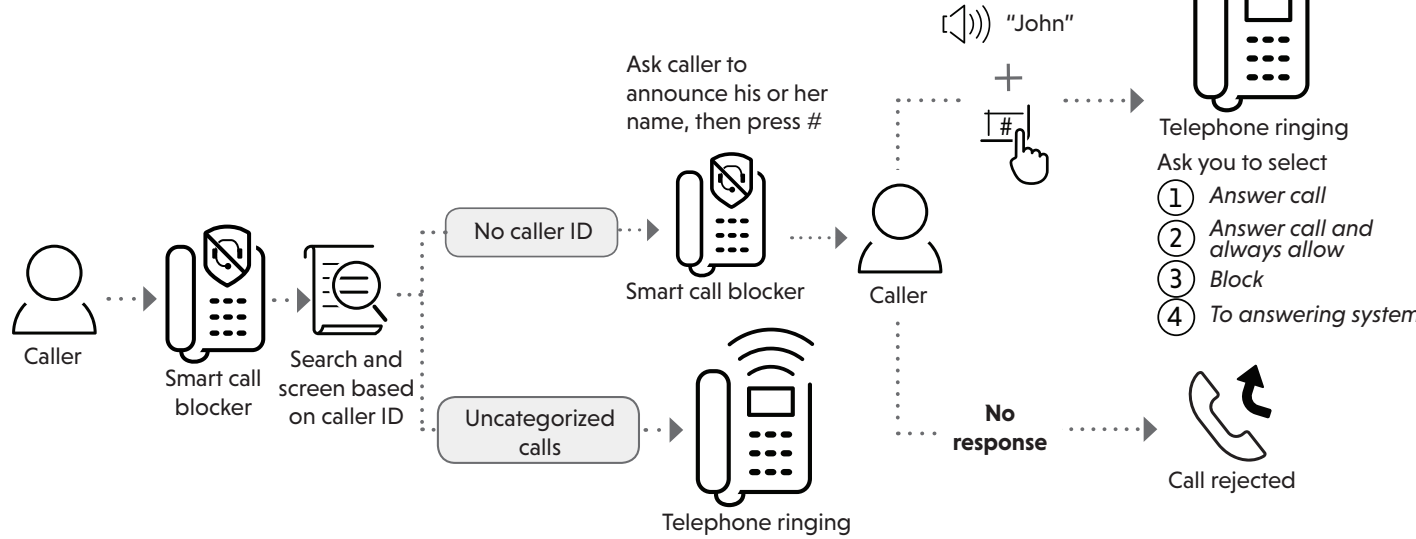 “John”
Ask caller to
announce his or her
name, then press #
#
Telephone ringing
Ask you to select
1 Answer call
2 Answer call and
always allow
3 Block
4 To answering system
No caller ID
Smart call blocker
Caller
Caller
Smart call
blocker
Search and
screen based
on caller ID
Uncategorized
calls
Telephone ringing
No
response
Call rejected